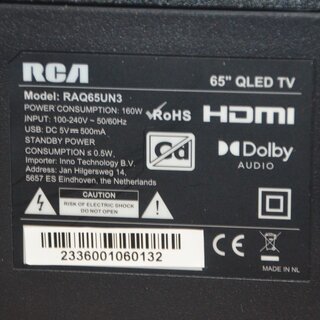 RCA
65" QLED TV
Model: RAQ65UN3
POWER CONSUMPTION: 160W
INPUT: 100-240V ~ 50/60Hz
USB: DC 5V⎓500mA
STANDBY POWER
CONSUMPTION ≤ 0.5W,
Importer: Inno Technology B.V.
Address: Jan Hilgersweg 14,
5657 ES Eindhoven, the Netherlands
RoHS
Cd
HDMI
Dolby
AUDIO
CAUTION
RISK OF ELECTRIC SHOCK
DO NOT OPEN
2336001060132
CE
MADE IN NL